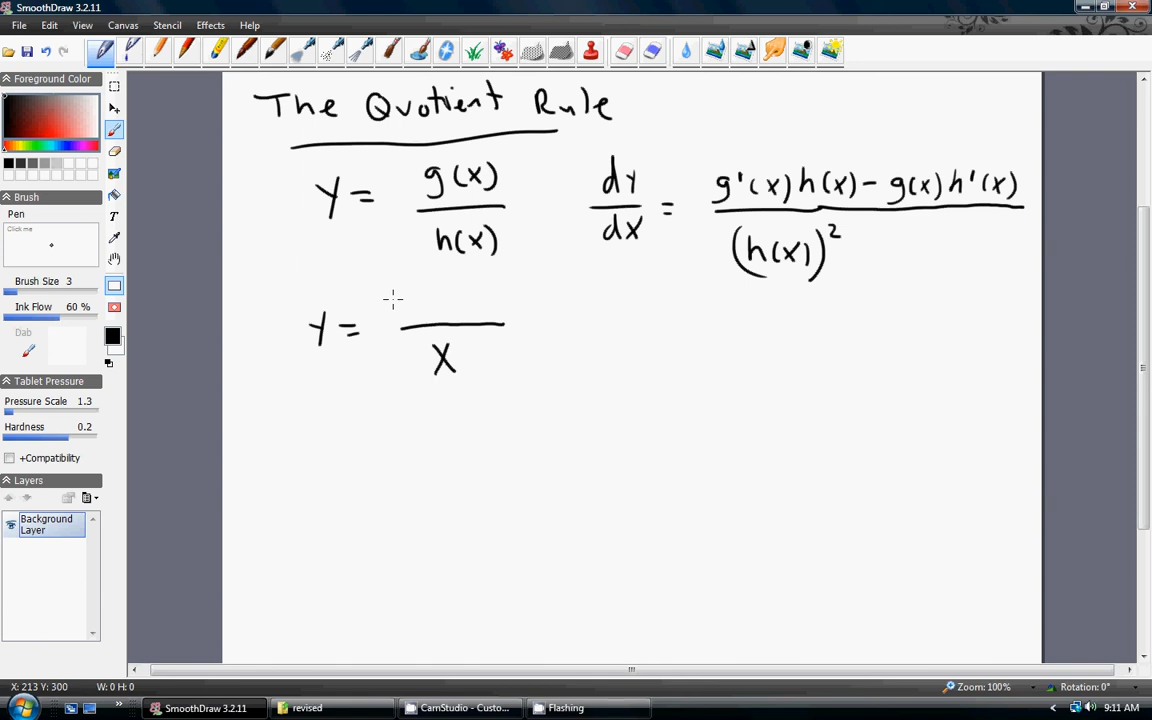 SmoothDraw 3.2.11
File Edit View Canvas Stencil Effects Help
Foreground Color
Brush
Pen
Click me
Brush Size 3
Ink Flow 60 %
Dab
Tablet Pressure
Pressure Scale 1.3
Hardness 0.2
+Compatibility
Layers
Background
Layer
The Quotient Rule
y = g(x) / h(x) dy / dx = g'(x) h(x) - g(x) h'(x) / (h(x))²
y = / x
X: 213 Y: 300 W: 0 H: 0 Zoom: 100% Rotation: 0°
SmoothDraw 3.2.11 revised CamStudio - Custo... Flashing 9:11 AM